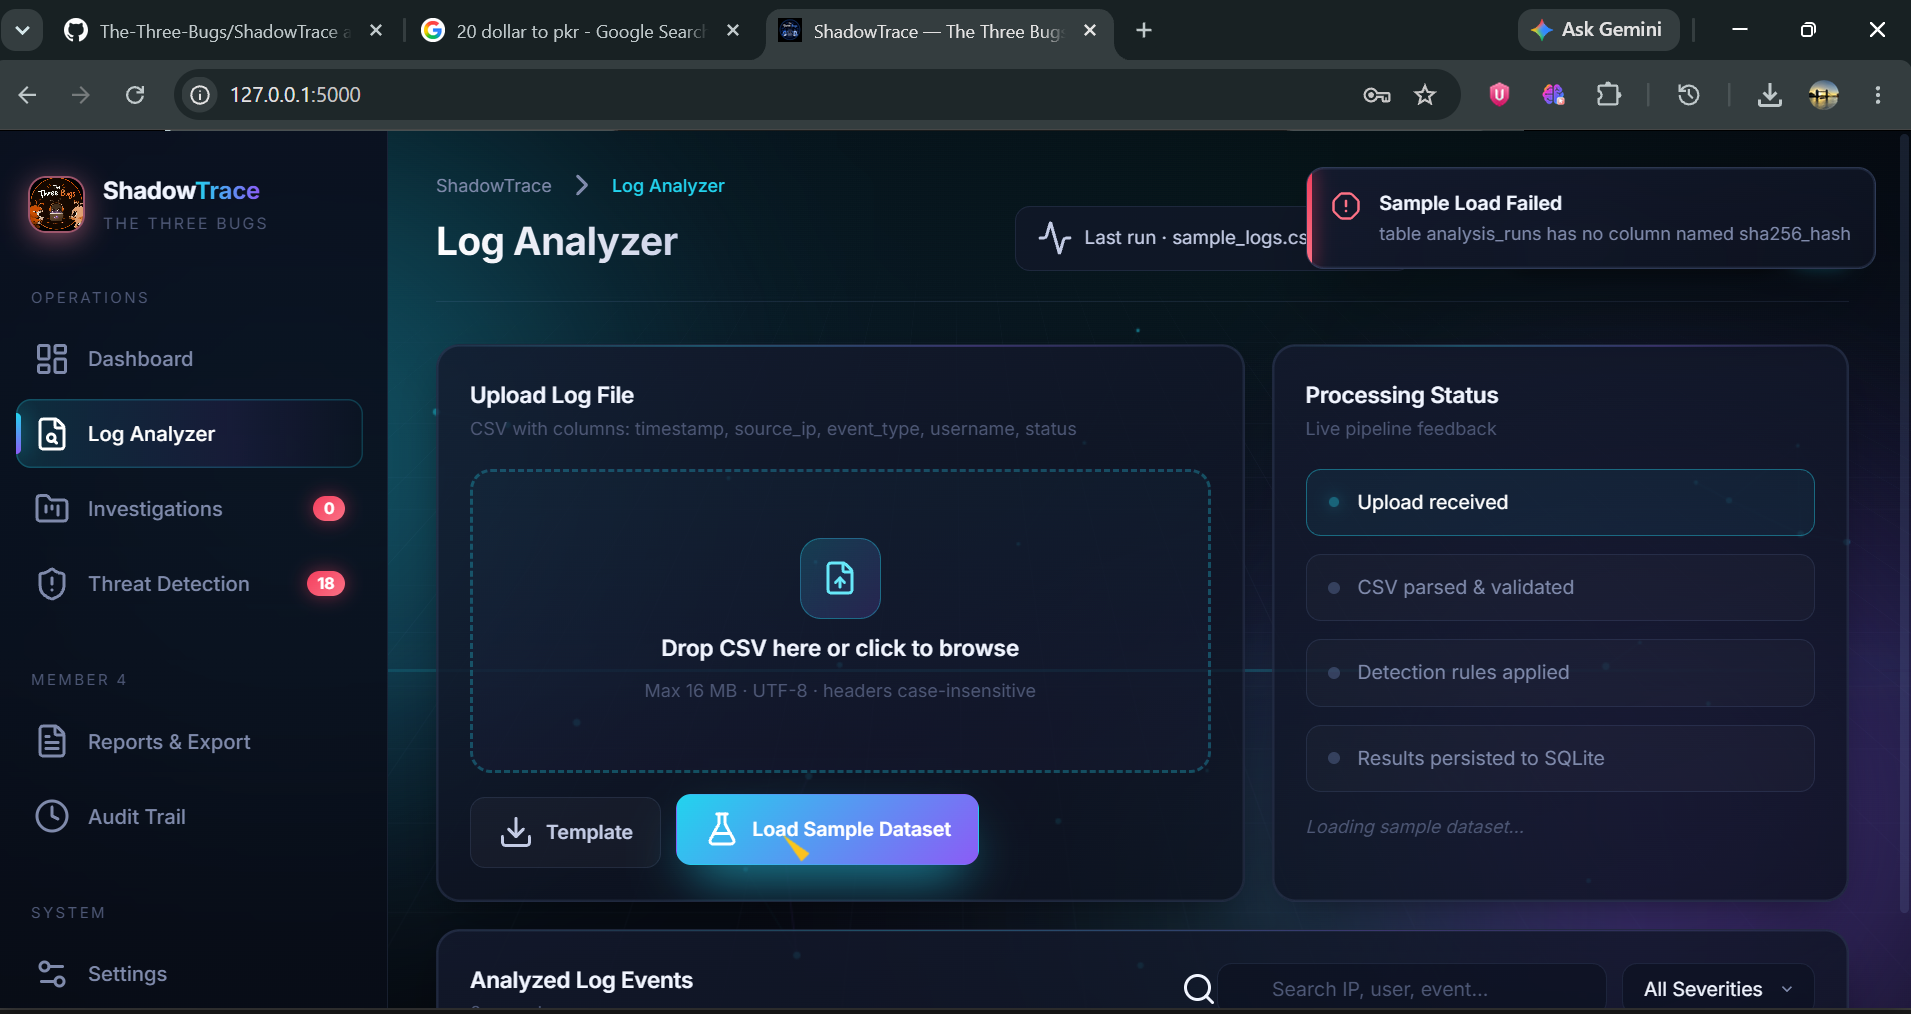 The-Three-Bugs/ShadowTrace a
20 dollar to pkr - Google Search
ShadowTrace — The Three Bugs
Ask Gemini
127.0.0.1:5000
ShadowTrace
THE THREE BUGS
OPERATIONS
Dashboard
Log Analyzer
Investigations
0
Threat Detection
18
MEMBER 4
Reports & Export
Audit Trail
SYSTEM
Settings
ShadowTrace
Log Analyzer
Log Analyzer
Last run · sample_logs.cs
Sample Load Failed
table analysis_runs has no column named sha256_hash
Upload Log File
CSV with columns: timestamp, source_ip, event_type, username, status
Drop CSV here or click to browse
Max 16 MB · UTF-8 · headers case-insensitive
Template
Load Sample Dataset
Processing Status
Live pipeline feedback
Upload received
CSV parsed & validated
Detection rules applied
Results persisted to SQLite
Loading sample dataset...
Analyzed Log Events
Search IP, user, event...
All Severities